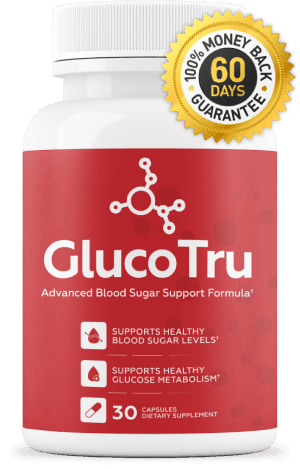 100% MONEY BACK
60
DAYS
GUARANTEE
GlucoTru
Advanced Blood Sugar Support Formula†
SUPPORTS HEALTHY
BLOOD SUGAR LEVELS†
SUPPORTS HEALTHY
GLUCOSE METABOLISM†
30 CAPSULES
DIETARY SUPPLEMENT